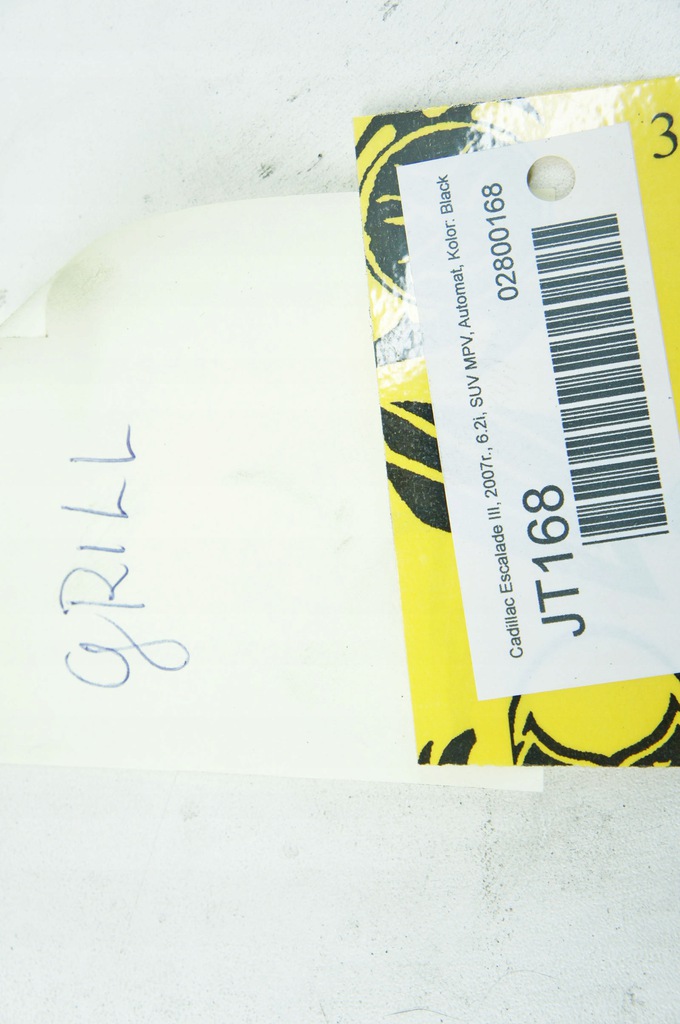 gRILL
Cadillac Escalade III, 2007r., 6.2i, SUV MPV, Automat, Kolor: Black
JT168
02800168
3